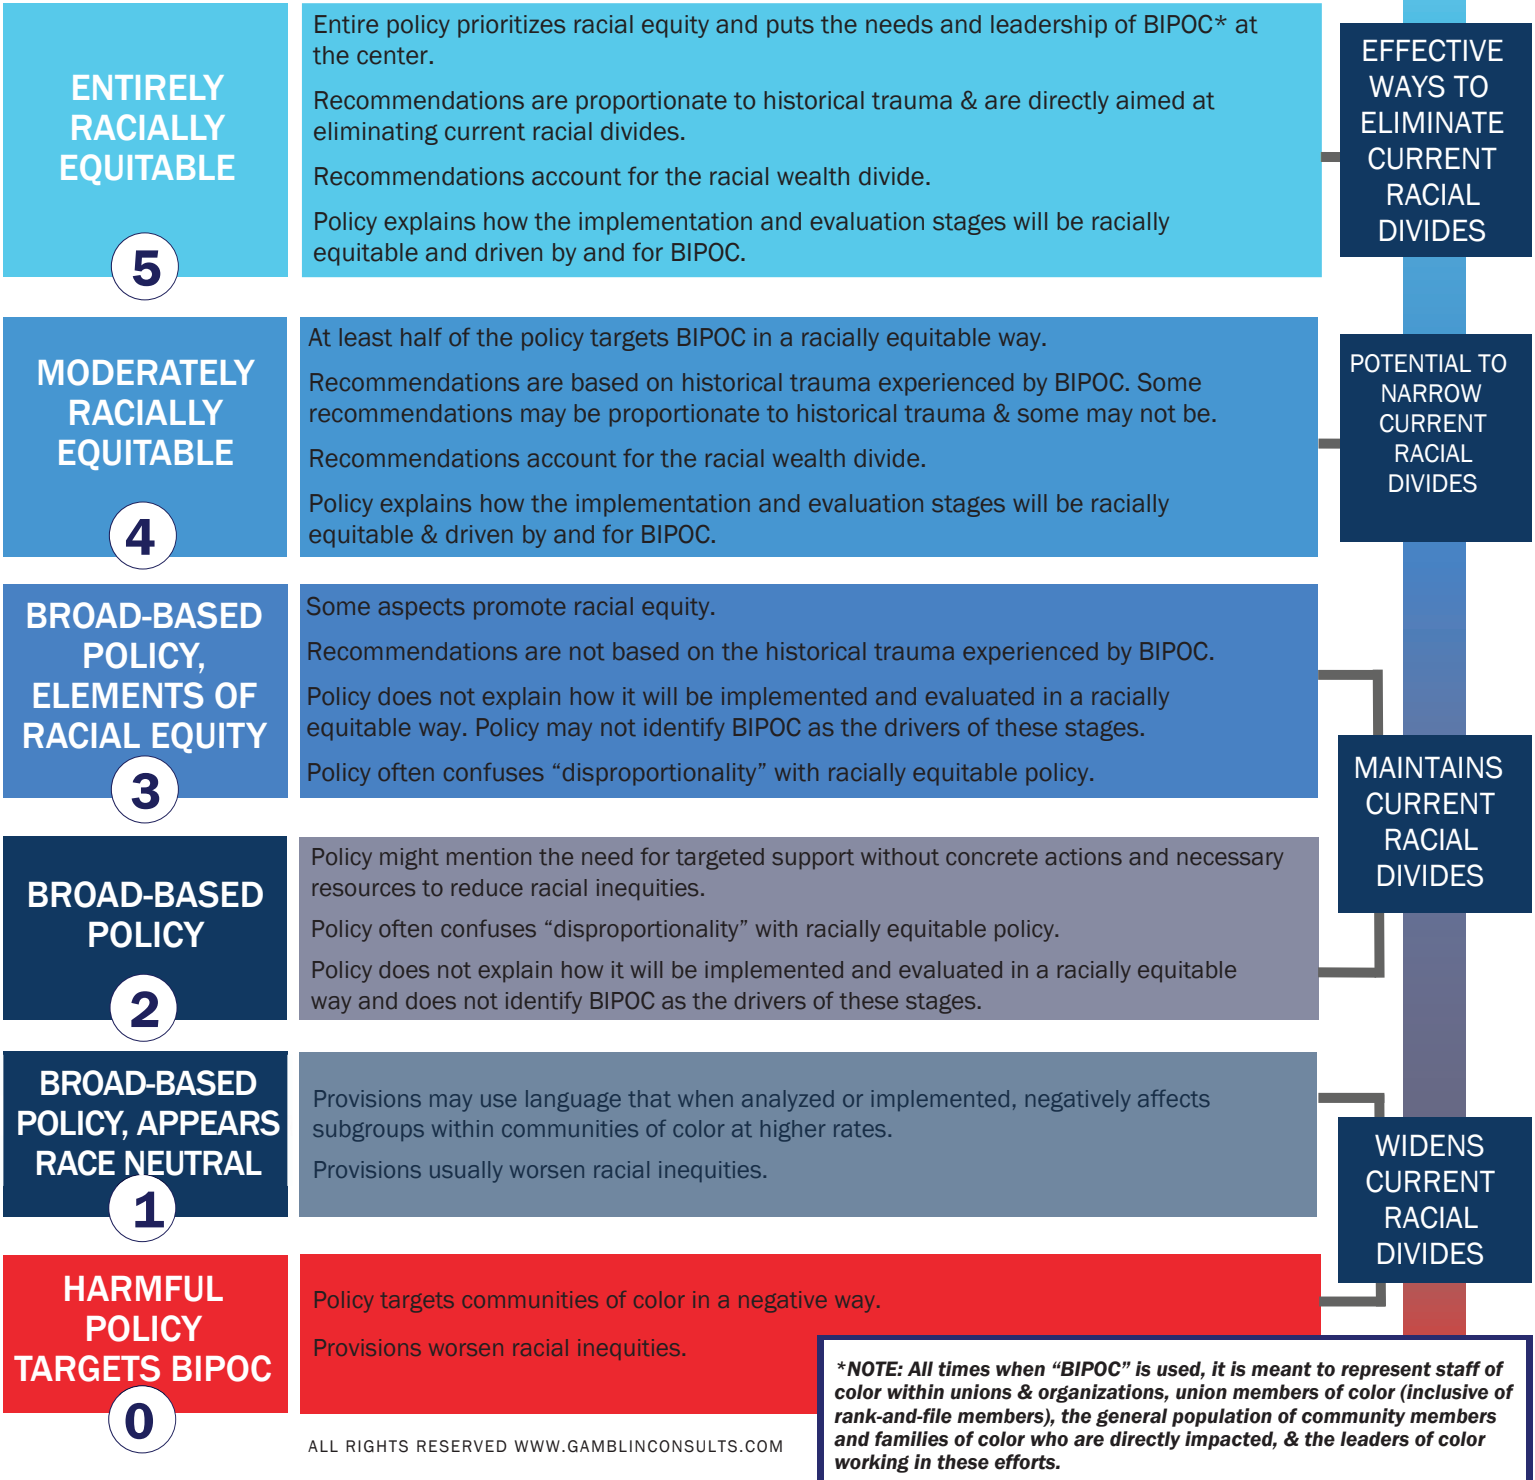 ENTIRELY
RACIALLY
EQUITABLE
5
Entire policy prioritizes racial equity and puts the needs and leadership of BIPOC* at
the center.
Recommendations are proportionate to historical trauma & are directly aimed at
eliminating current racial divides.
Recommendations account for the racial wealth divide.
Policy explains how the implementation and evaluation stages will be racially
equitable and driven by and for BIPOC.
EFFECTIVE
WAYS TO
ELIMINATE
CURRENT
RACIAL
DIVIDES
MODERATELY
RACIALLY
EQUITABLE
4
At least half of the policy targets BIPOC in a racially equitable way.
Recommendations are based on historical trauma experienced by BIPOC. Some
recommendations may be proportionate to historical trauma & some may not be.
Recommendations account for the racial wealth divide.
Policy explains how the implementation and evaluation stages will be racially
equitable & driven by and for BIPOC.
POTENTIAL TO
NARROW
CURRENT
RACIAL
DIVIDES
BROAD-BASED
POLICY,
ELEMENTS OF
RACIAL EQUITY
3
Some aspects promote racial equity.
Recommendations are not based on the historical trauma experienced by BIPOC.
Policy does not explain how it will be implemented and evaluated in a racially
equitable way. Policy may not identify BIPOC as the drivers of these stages.
Policy often confuses “disproportionality” with racially equitable policy.
MAINTAINS
CURRENT
RACIAL
DIVIDES
BROAD-BASED
POLICY
2
Policy might mention the need for targeted support without concrete actions and necessary
resources to reduce racial inequities.
Policy often confuses “disproportionality” with racially equitable policy.
Policy does not explain how it will be implemented and evaluated in a racially equitable
way and does not identify BIPOC as the drivers of these stages.
BROAD-BASED
POLICY, APPEARS
RACE NEUTRAL
1
Provisions may use language that when analyzed or implemented, negatively affects
subgroups within communities of color at higher rates.
Provisions usually worsen racial inequities.
WIDENS
CURRENT
RACIAL
DIVIDES
HARMFUL
POLICY
TARGETS BIPOC
0
Policy targets communities of color in a negative way.
Provisions worsen racial inequities.
*NOTE: All times when “BIPOC” is used, it is meant to represent staff of
color within unions & organizations, union members of color (inclusive of
rank-and-file members), the general population of community members
and families of color who are directly impacted, & the leaders of color
working in these efforts.
ALL RIGHTS RESERVED WWW.GAMBLINCONSULTS.COM